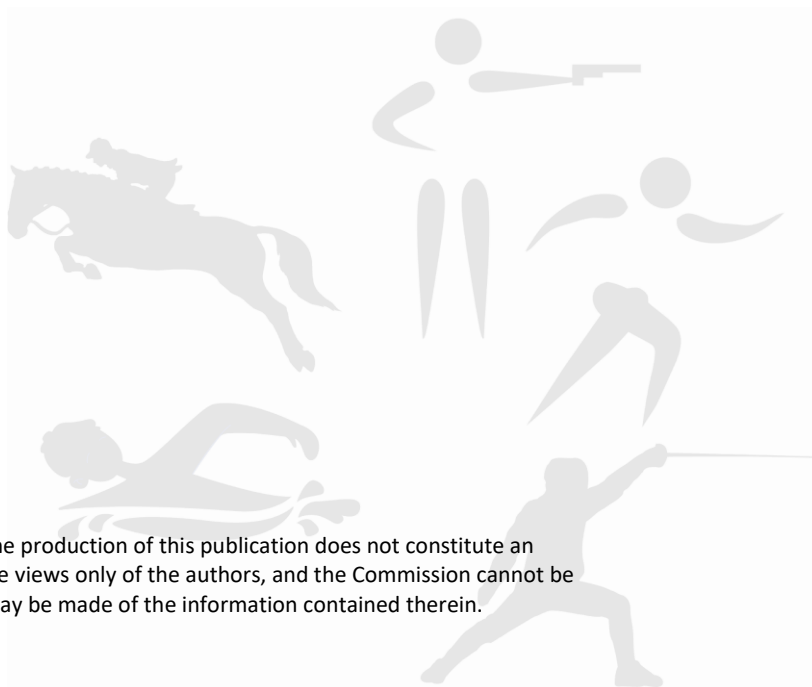 e production of this publication does not constitute an
e views only of the authors, and the Commission cannot be
ay be made of the information contained therein.